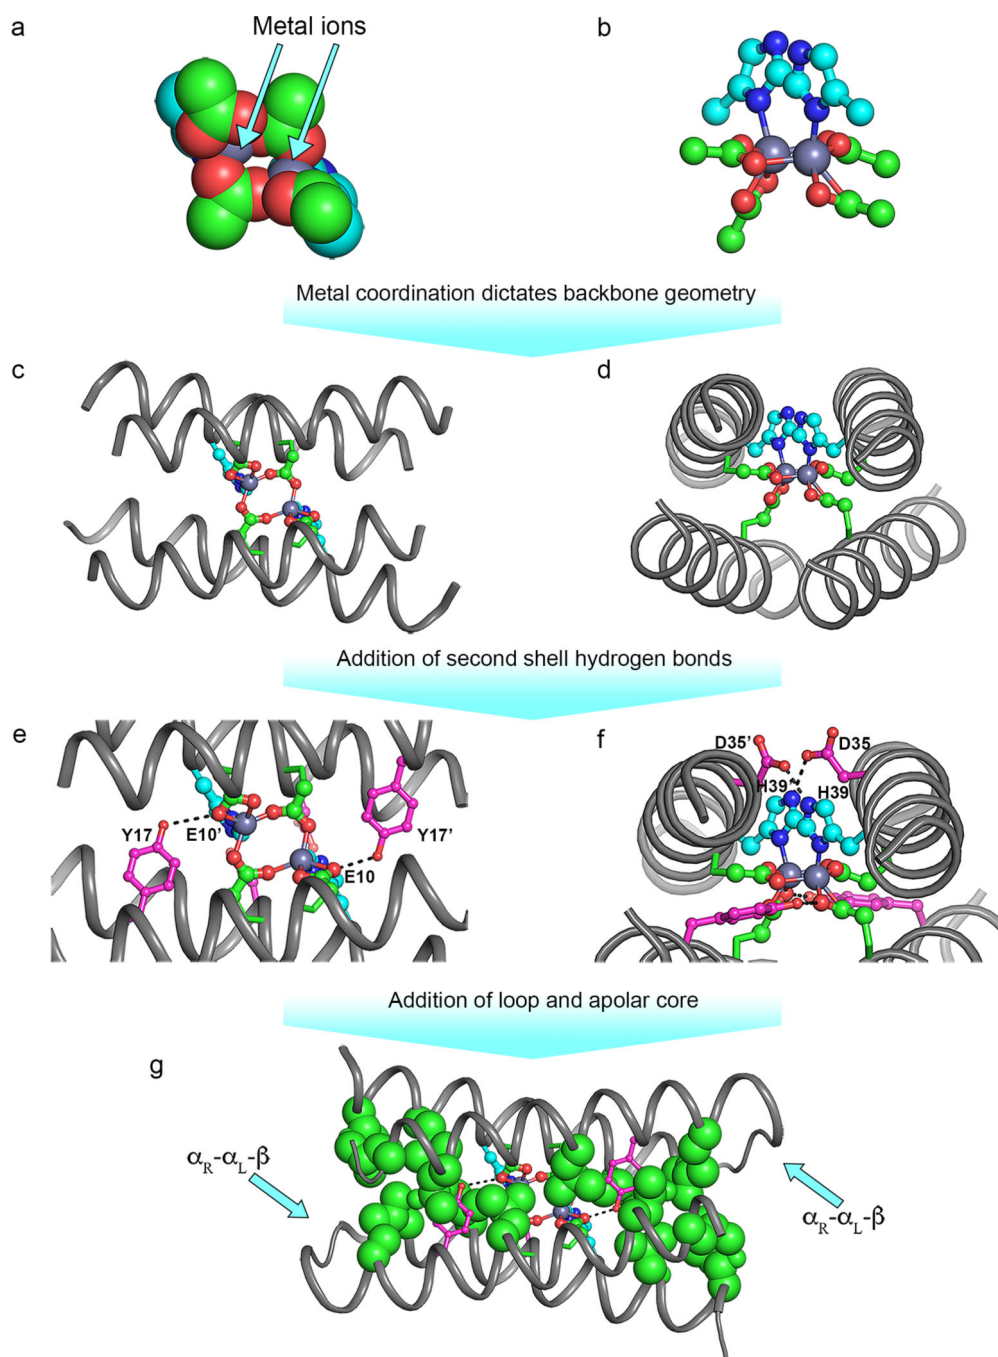 a
Metal ions
b
Metal coordination dictates backbone geometry
c
d
Addition of second shell hydrogen bonds
e
Y17
E10’
E10
Y17’
f
D35’
D35
H39’
H39
Addition of loop and apolar core
g
αR-αL-β
αR-αL-β